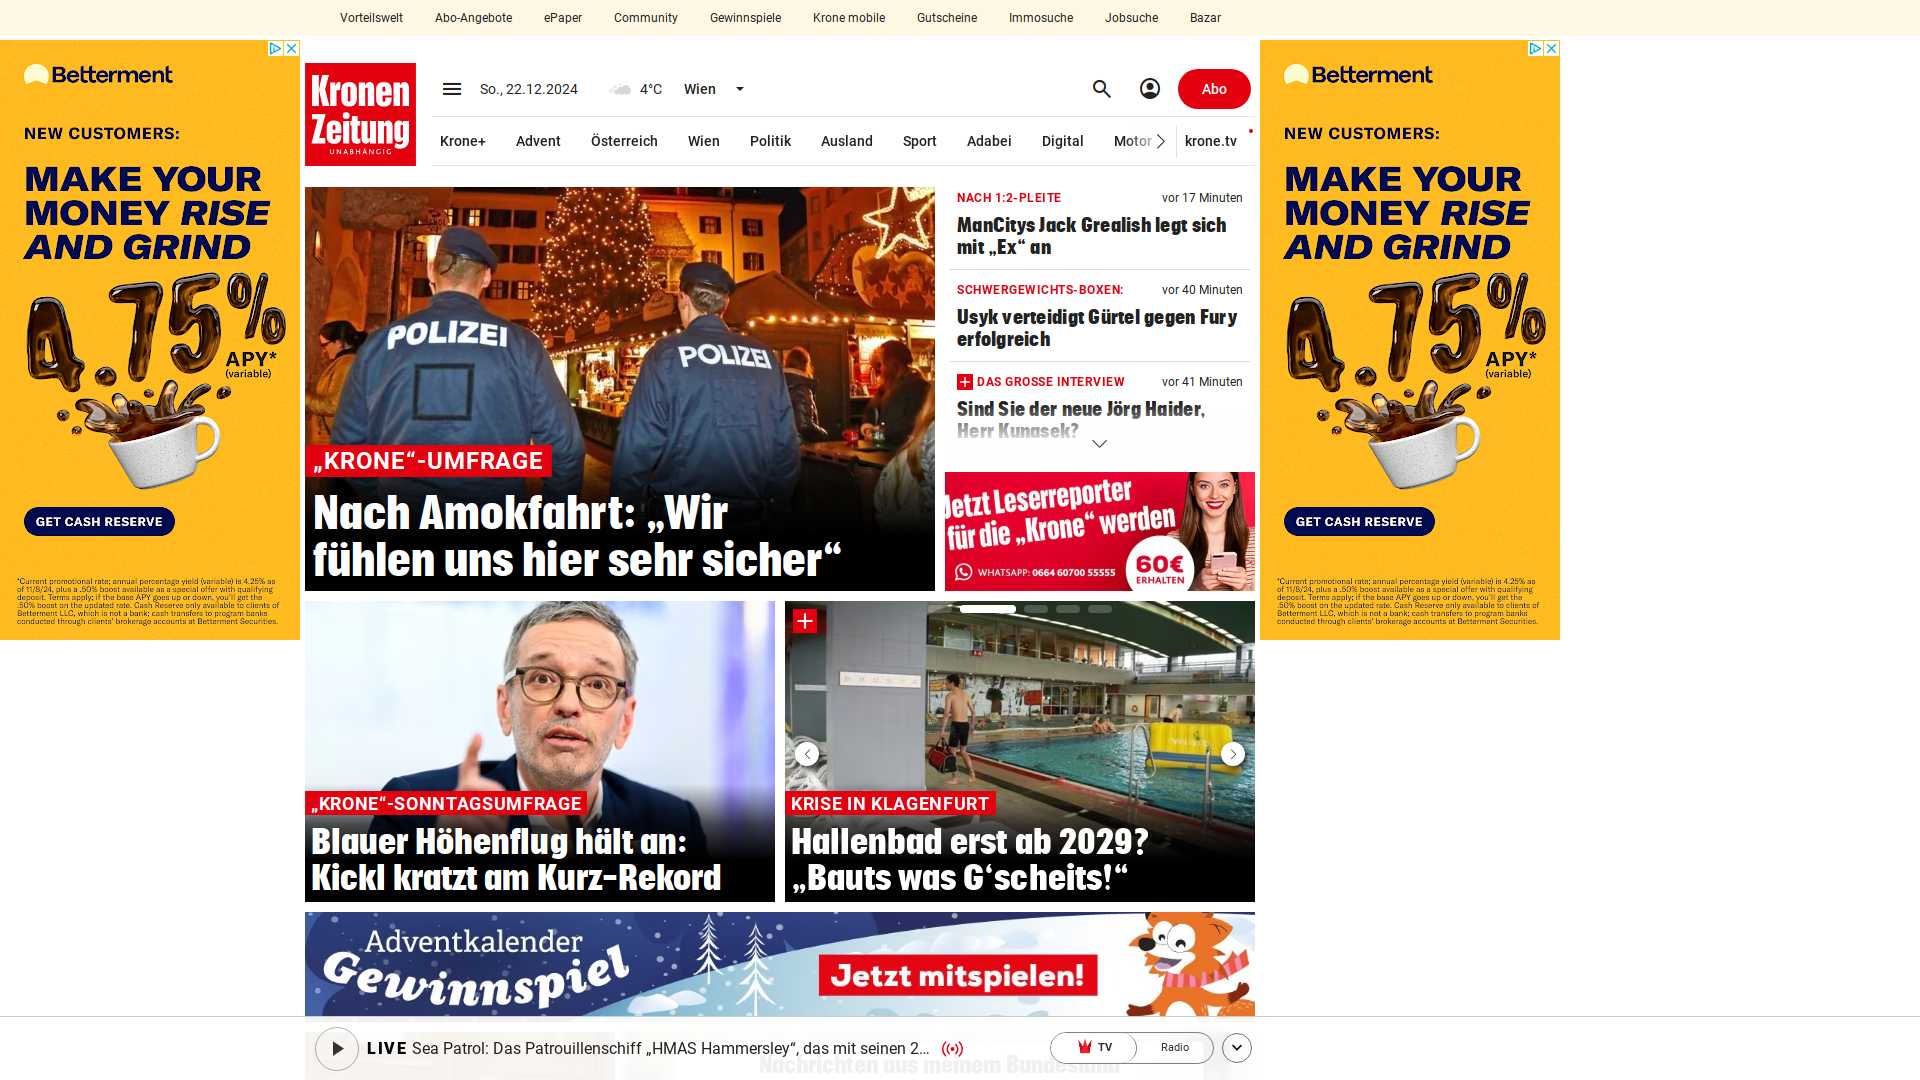 Vorteilswelt Abo-Angebote ePaper Community Gewinnspiele Krone mobile Gutscheine Immosuche Jobsuche Bazar
Betterment
NEW CUSTOMERS:
MAKE YOUR
MONEY RISE
AND GRIND
4.75%
APY*
(variable)
GET CASH RESERVE
*Current promotional rate; annual percentage yield (variable) is 4.25% as
of 11/8/24, plus a .50% boost available as a special offer with qualifying
deposit. Terms apply; if the base APY goes up or down, you'll get the
.50% boost on the updated rate. Cash Reserve only available to clients of
Betterment LLC, which is not a bank; cash transfers to program banks
conducted through clients' brokerage accounts at Betterment Securities.
Kronen
Zeitung
UNABHÄNGIG
So., 22.12.2024 4°C Wien
Abo
Krone+ Advent Österreich Wien Politik Ausland Sport Adabei Digital Motor krone.tv
POLIZEI
POLIZEI
„KRONE“-UMFRAGE
Nach Amokfahrt: „Wir
fühlen uns hier sehr sicher“
NACH 1:2-PLEITE vor 17 Minuten
ManCitys Jack Grealish legt sich
mit „Ex“ an
SCHWERGEWICHTS-BOXEN: vor 40 Minuten
Usyk verteidigt Gürtel gegen Fury
erfolgreich
DAS GROSSE INTERVIEW vor 41 Minuten
Sind Sie der neue Jörg Haider,
Herr Kunasek?
Jetzt Leserreporter
für die „Krone“ werden
WHATSAPP: 0664 60700 55555
60€
ERHALTEN
„KRONE“-SONNTAGSUMFRAGE
Blauer Höhenflug hält an:
Kickl kratzt am Kurz-Rekord
KRISE IN KLAGENFURT
Hallenbad erst ab 2029?
„Bauts was G‘scheits!“
Adventkalender
Gewinnspiel
Jetzt mitspielen!
LIVE Sea Patrol: Das Patrouillenschiff „HMAS Hammersley“, das mit seinen 2...
TV Radio
Nachrichten aus meinem Bundesland
Betterment
NEW CUSTOMERS:
MAKE YOUR
MONEY RISE
AND GRIND
4.75%
APY*
(variable)
GET CASH RESERVE
*Current promotional rate; annual percentage yield (variable) is 4.25% as
of 11/8/24, plus a .50% boost available as a special offer with qualifying
deposit. Terms apply; if the base APY goes up or down, you'll get the
.50% boost on the updated rate. Cash Reserve only available to clients of
Betterment LLC, which is not a bank; cash transfers to program banks
conducted through clients' brokerage accounts at Betterment Securities.